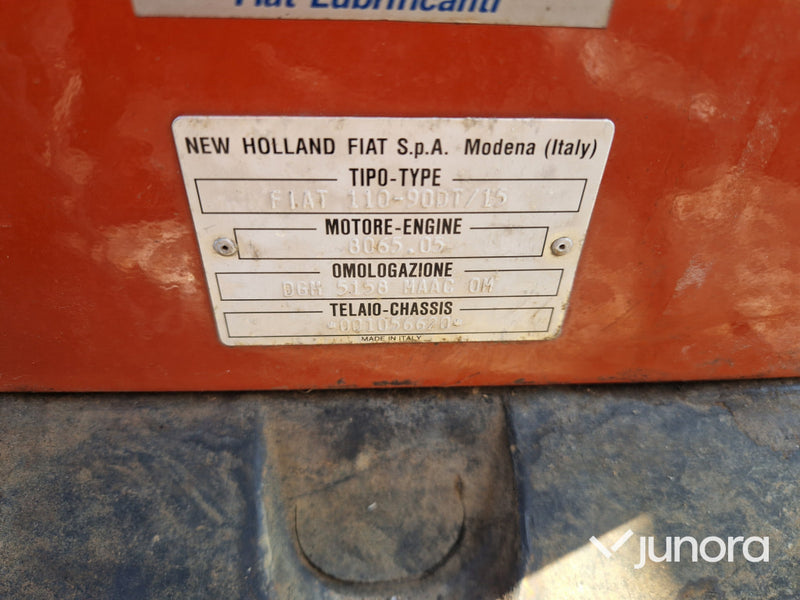 Fiat Lubrificanti
NEW HOLLAND FIAT S.p.A. Modena (Italy)
TIPO-TYPE
FIAT 110-90DT/15
MOTORE-ENGINE
8065.05
OMOLOGAZIONE
DGM 5158 MAAC OM
TELAIO-CHASSIS
*001056620*
MADE IN ITALY
junora